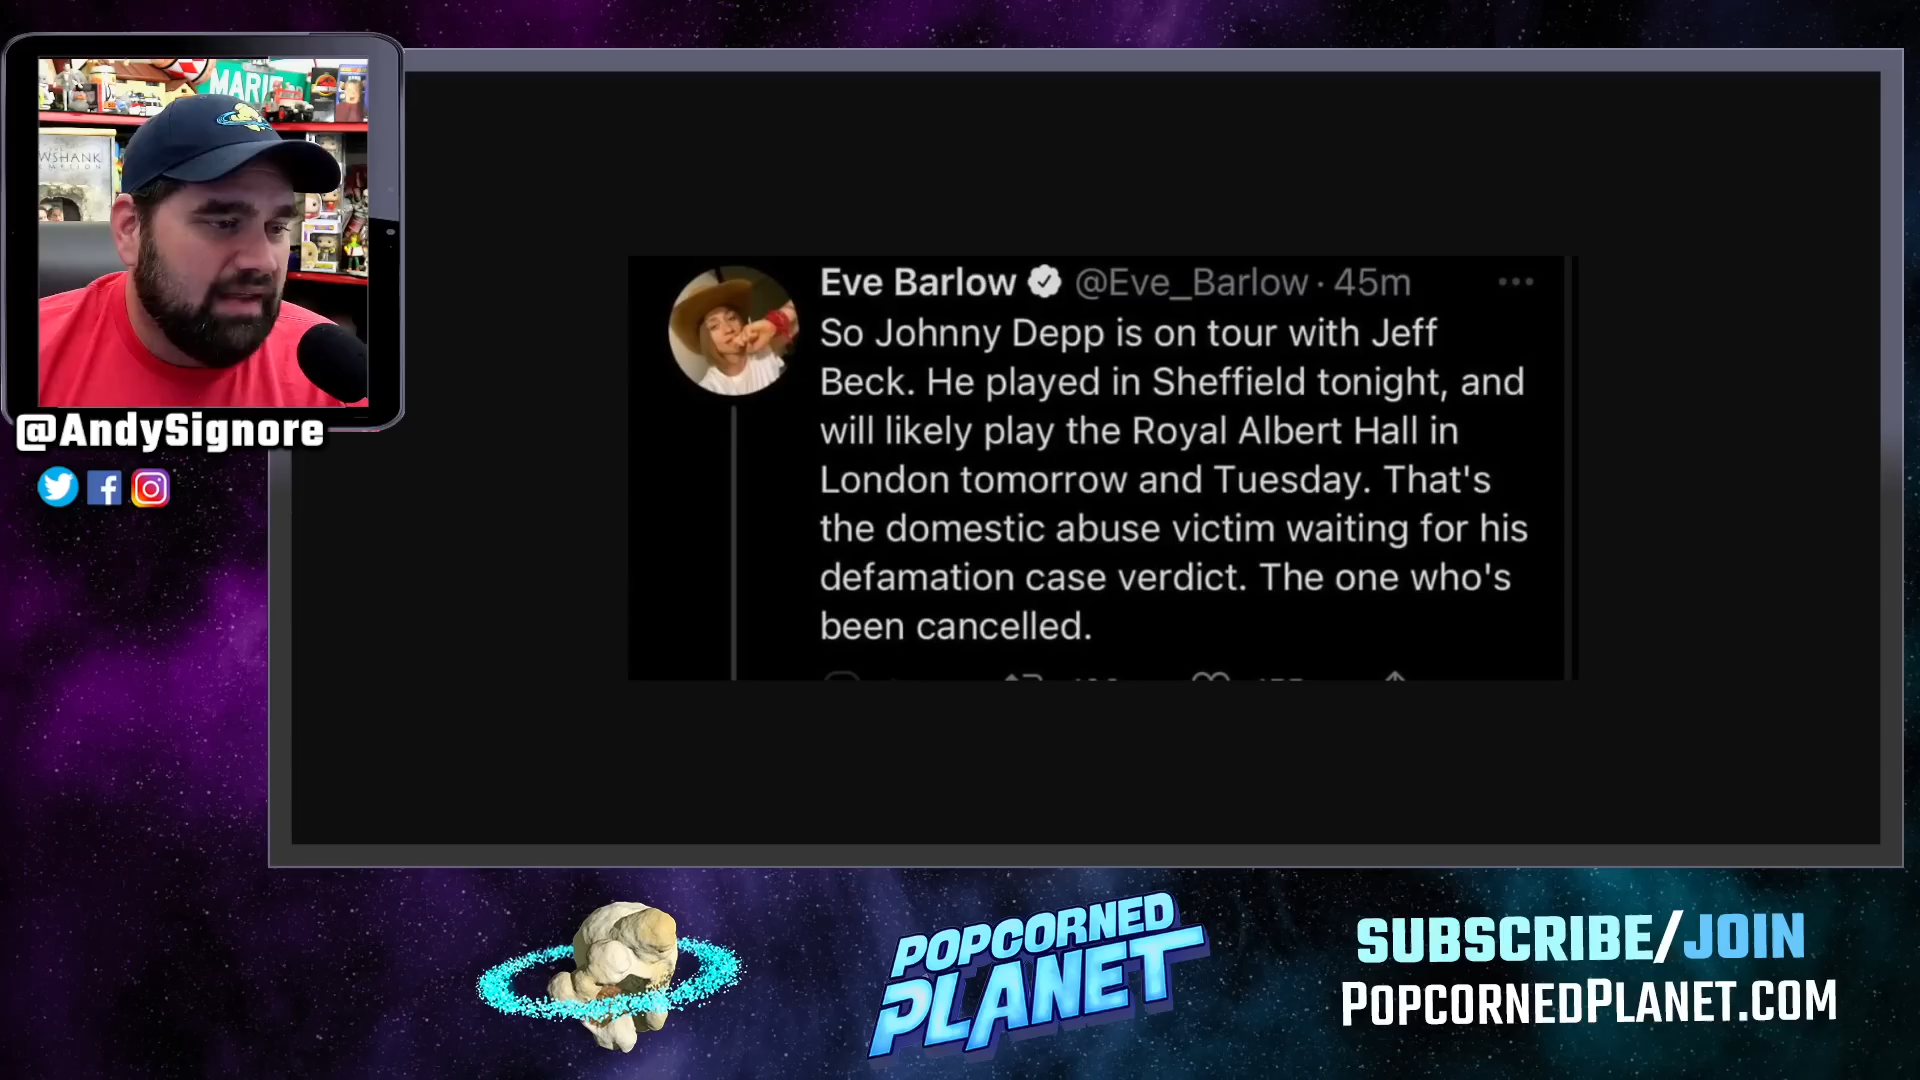 MARIE
WSHANK
@AndySignore
Eve Barlow @Eve_Barlow · 45m
So Johnny Depp is on tour with Jeff
Beck. He played in Sheffield tonight, and
will likely play the Royal Albert Hall in
London tomorrow and Tuesday. That's
the domestic abuse victim waiting for his
defamation case verdict. The one who's
been cancelled.
POPCORNED
PLANET
SUBSCRIBE/JOIN
POPCORNEDPLANET.COM